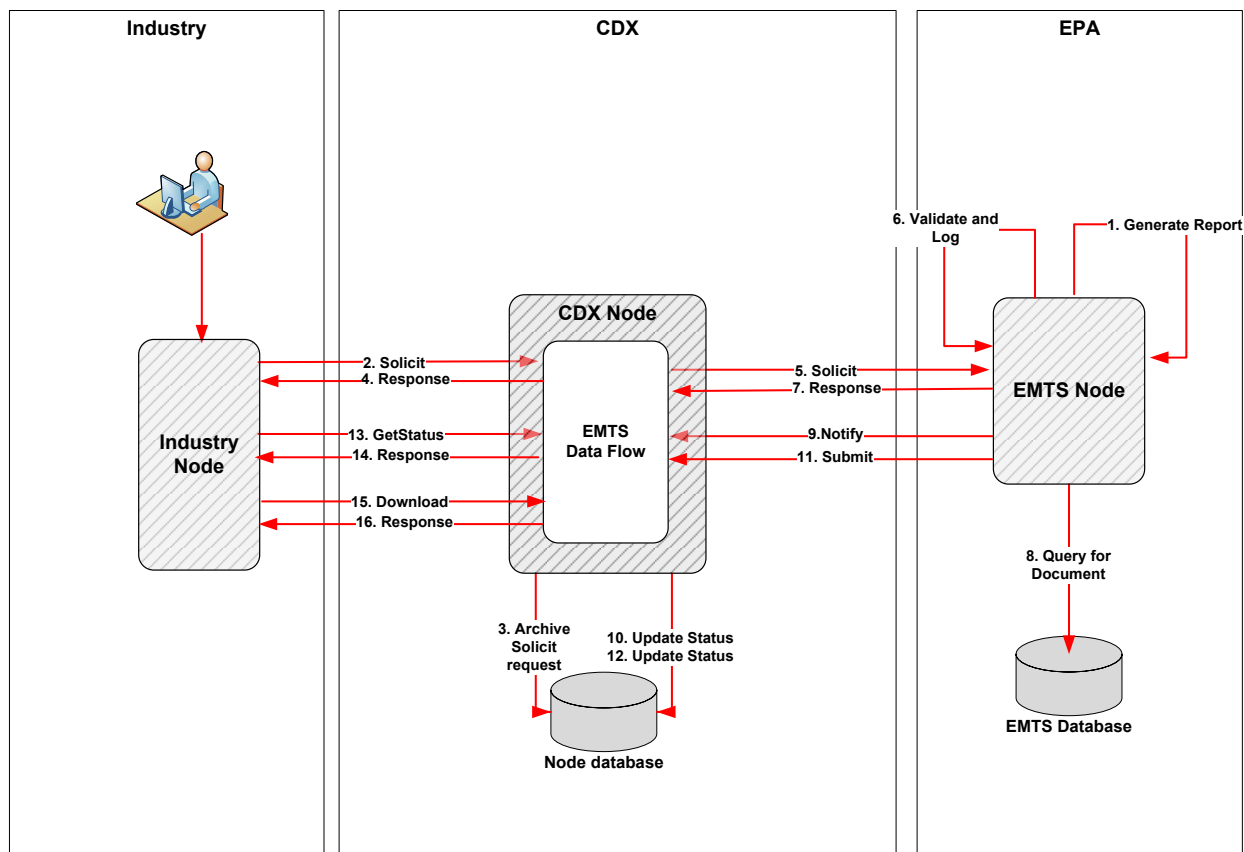 Industry
CDX
EPA
6. Validate and
Log
1. Generate Report
CDX Node
2. Solicit
4. Response
5. Solicit
7. Response
EMTS Node
Industry
Node
13. GetStatus
14. Response
EMTS
Data Flow
9.Notify
11. Submit
15. Download
16. Response
8. Query for
Document
3. Archive
Solicit
request
10. Update Status
12. Update Status
EMTS Database
Node database